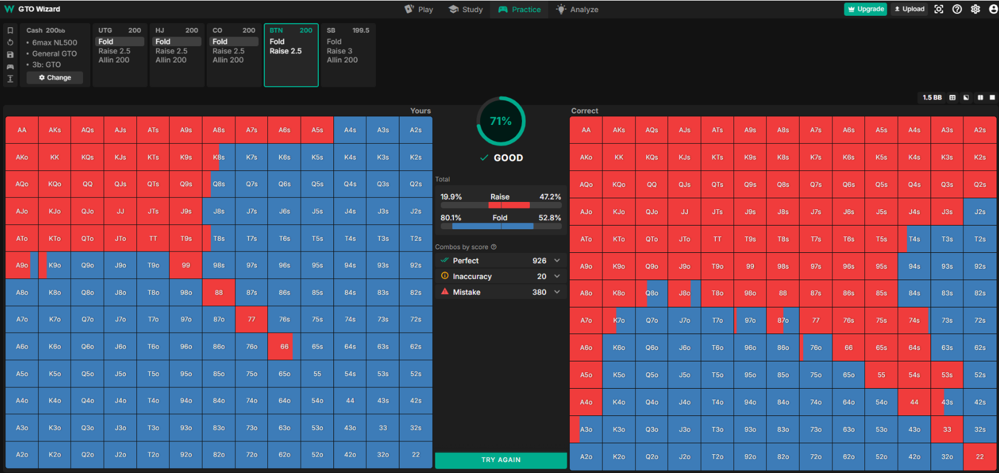 GTO Wizard
Play
Study
Practice
Analyze
Upgrade
Upload
Cash 200bb
• 6max NL500
• General GTO
• 3b: GTO
Change
UTG 200
Fold
Raise 2.5
Allin 200
HJ 200
Fold
Raise 2.5
Allin 200
CO 200
Fold
Raise 2.5
Allin 200
BTN 200
Fold
Raise 2.5
SB 199.5
Fold
Raise 3
Allin 200
1.5 BB
Yours
AA AKs AQs AJs ATs A9s A8s A7s A6s A5s A4s A3s A2s
AKo KK KQs KJs KTs K9s K8s K7s K6s K5s K4s K3s K2s
AQo KQo QQ QJs QTs Q9s Q8s Q7s Q6s Q5s Q4s Q3s Q2s
AJo KJo QJo JJ JTs J9s J8s J7s J6s J5s J4s J3s J2s
ATo KTo QTo JTo TT T9s T8s T7s T6s T5s T4s T3s T2s
A9o K9o Q9o J9o T9o 99 98s 97s 96s 95s 94s 93s 92s
A8o K8o Q8o J8o T8o 98o 88 87s 86s 85s 84s 83s 82s
A7o K7o Q7o J7o T7o 97o 87o 77 76s 75s 74s 73s 72s
A6o K6o Q6o J6o T6o 96o 86o 76o 66 65s 64s 63s 62s
A5o K5o Q5o J5o T5o 95o 85o 75o 65o 55 54s 53s 52s
A4o K4o Q4o J4o T4o 94o 84o 74o 64o 54o 44 43s 42s
A3o K3o Q3o J3o T3o 93o 83o 73o 63o 53o 43o 33 32s
A2o K2o Q2o J2o T2o 92o 82o 72o 62o 52o 42o 32o 22
71%
GOOD
Total
19.9% Raise 47.2%
80.1% Fold 52.8%
Combos by score
Perfect 926
Inaccuracy 20
Mistake 380
TRY AGAIN
Correct
AA AKs AQs AJs ATs A9s A8s A7s A6s A5s A4s A3s A2s
AKo KK KQs KJs KTs K9s K8s K7s K6s K5s K4s K3s K2s
AQo KQo QQ QJs QTs Q9s Q8s Q7s Q6s Q5s Q4s Q3s Q2s
AJo KJo QJo JJ JTs J9s J8s J7s J6s J5s J4s J3s J2s
ATo KTo QTo JTo TT T9s T8s T7s T6s T5s T4s T3s T2s
A9o K9o Q9o J9o T9o 99 98s 97s 96s 95s 94s 93s 92s
A8o K8o Q8o J8o T8o 98o 88 87s 86s 85s 84s 83s 82s
A7o K7o Q7o J7o T7o 97o 87o 77 76s 75s 74s 73s 72s
A6o K6o Q6o J6o T6o 96o 86o 76o 66 65s 64s 63s 62s
A5o K5o Q5o J5o T5o 95o 85o 75o 65o 55 54s 53s 52s
A4o K4o Q4o J4o T4o 94o 84o 74o 64o 54o 44 43s 42s
A3o K3o Q3o J3o T3o 93o 83o 73o 63o 53o 43o 33 32s
A2o K2o Q2o J2o T2o 92o 82o 72o 62o 52o 42o 32o 22